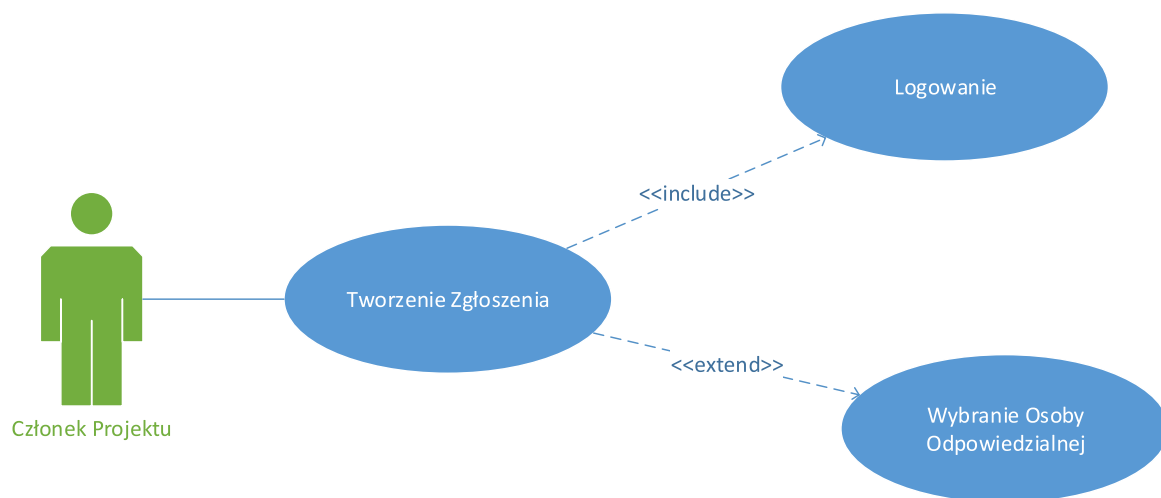 Logowanie
<<include>>
Tworzenie Zgłoszenia
<<extend>>
Wybranie Osoby
Odpowiedzialnej
Członek Projektu